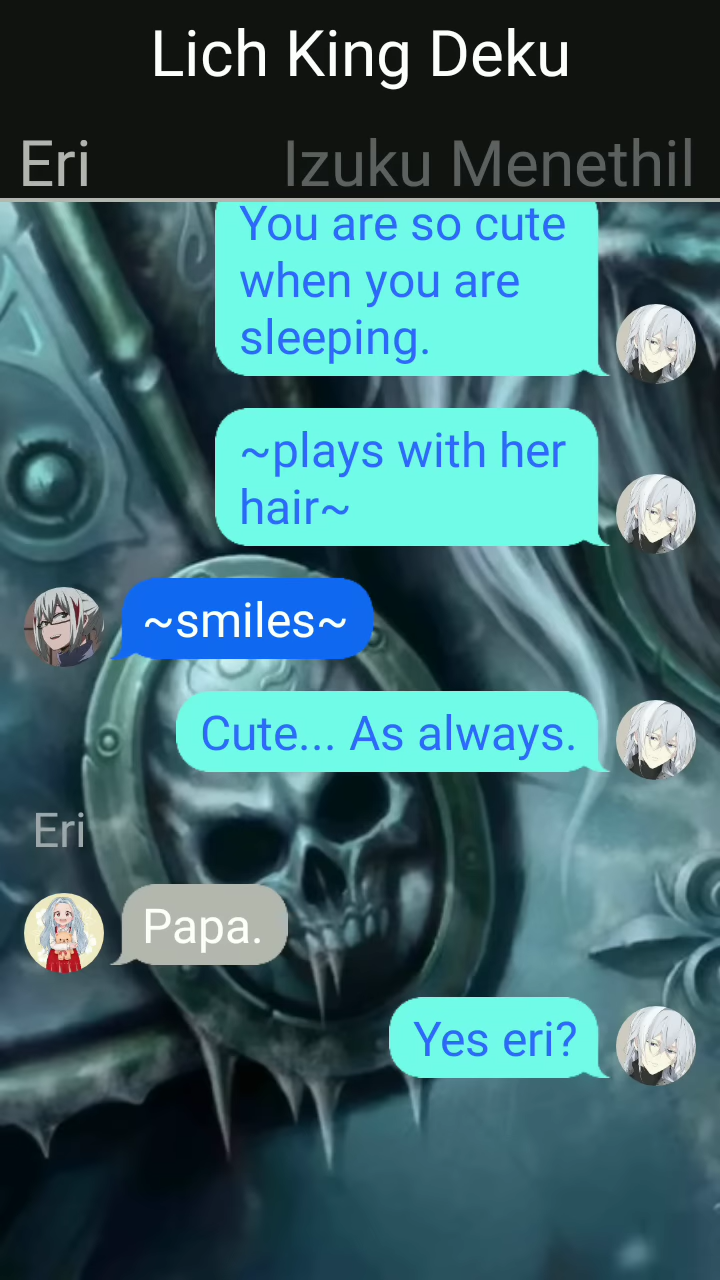 Lich King Deku
Eri
Izuku Menethil
You are so cute
when you are
sleeping.
~plays with her
hair~
~smiles~
Cute... As always.
Eri
Papa.
Yes eri?